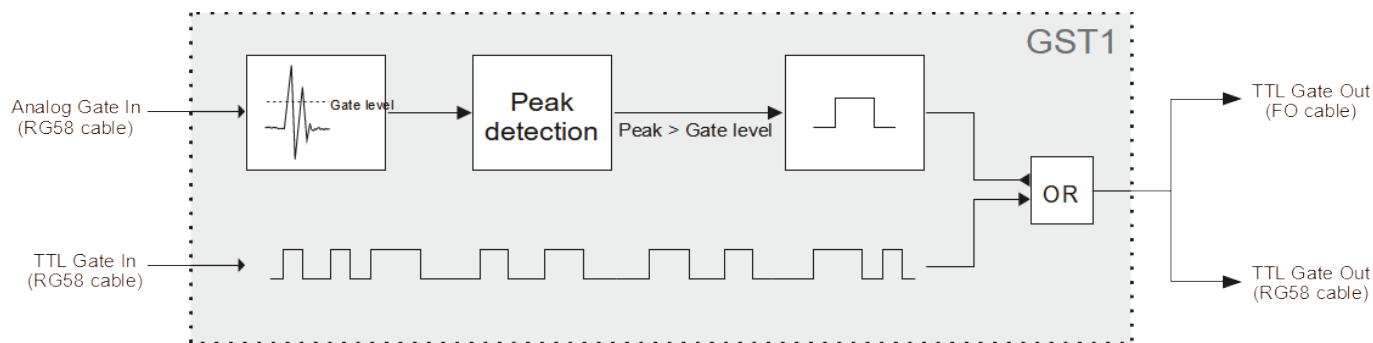 GST1
Analog Gate In
(RG58 cable)
Gate level
Peak
detection
Peak > Gate level
TTL Gate Out
(FO cable)
OR
TTL Gate In
(RG58 cable)
TTL Gate Out
(RG58 cable)